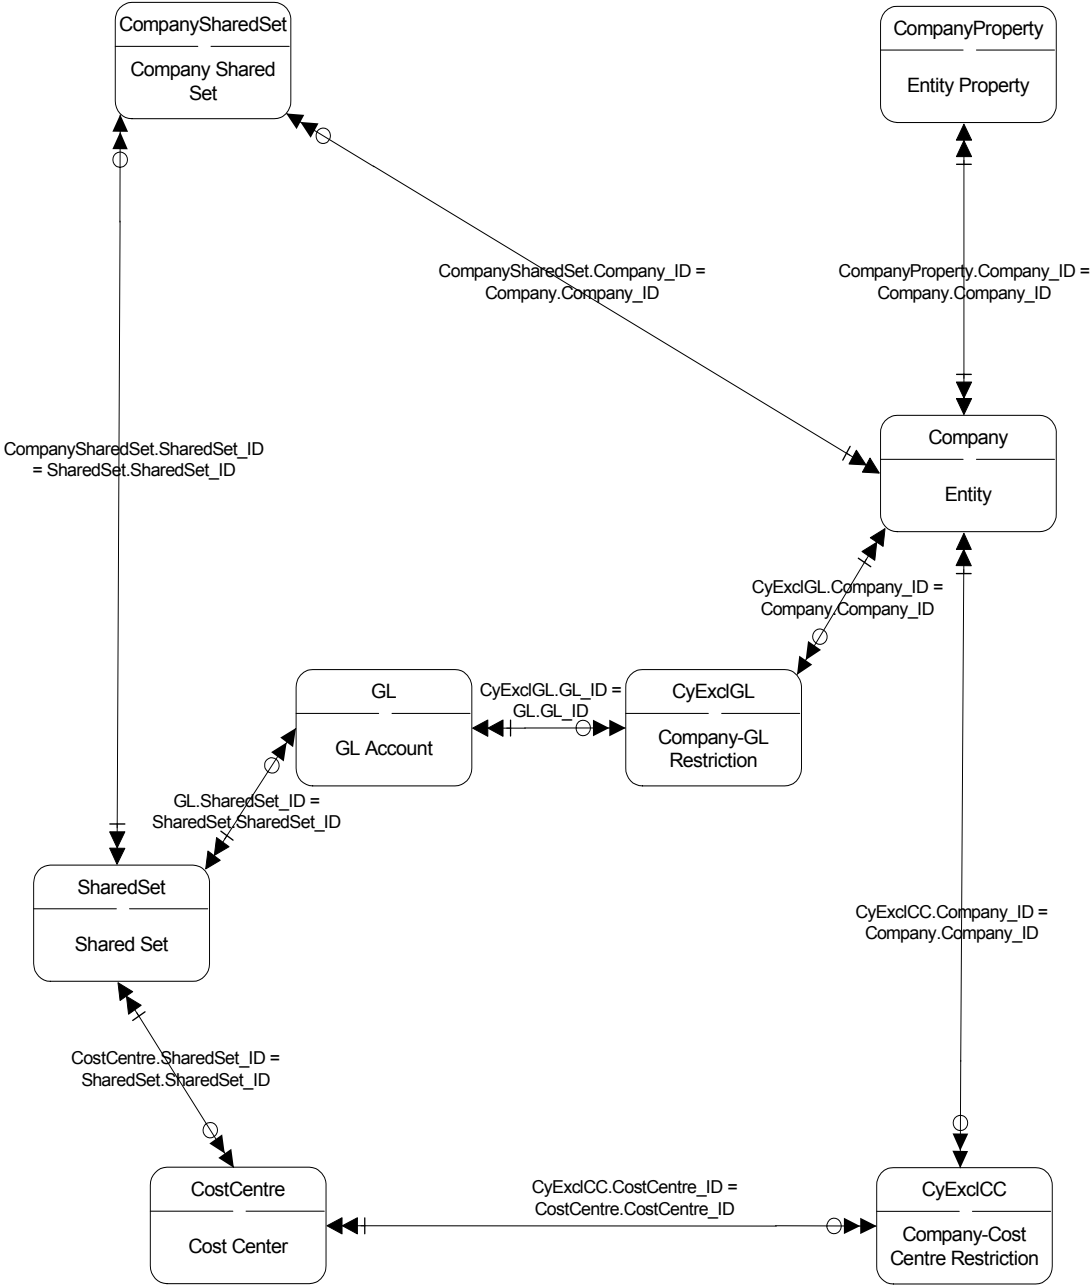 CompanySharedSet
Company Shared
Set
CompanyProperty
Entity Property
CompanySharedSet.Company_ID =
Company.Company_ID
CompanyProperty.Company_ID =
Company.Company_ID
CompanySharedSet.SharedSet_ID
= SharedSet.SharedSet_ID
Company
Entity
CyExclGL.Company_ID =
Company.Company_ID
GL
GL Account
CyExclGL.GL_ID =
GL.GL_ID
CyExclGL
Company-GL
Restriction
GL.SharedSet_ID =
SharedSet.SharedSet_ID
SharedSet
Shared Set
CyExclCC.Company_ID =
Company.Company_ID
CostCentre.SharedSet_ID =
SharedSet.SharedSet_ID
CostCentre
Cost Center
CyExclCC.CostCentre_ID =
CostCentre.CostCentre_ID
CyExclCC
Company-Cost
Centre Restriction